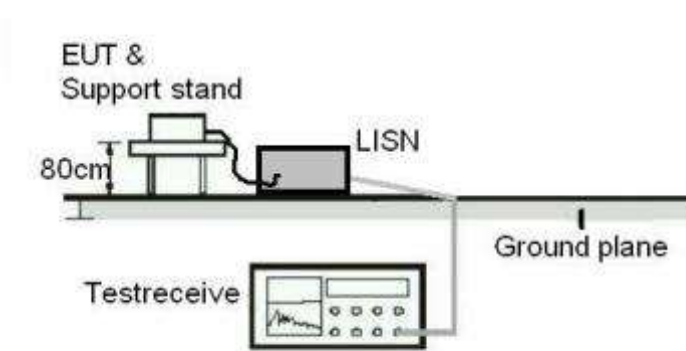 EUT &
Support stand
LISN
80cm
Ground plane
Testreceive